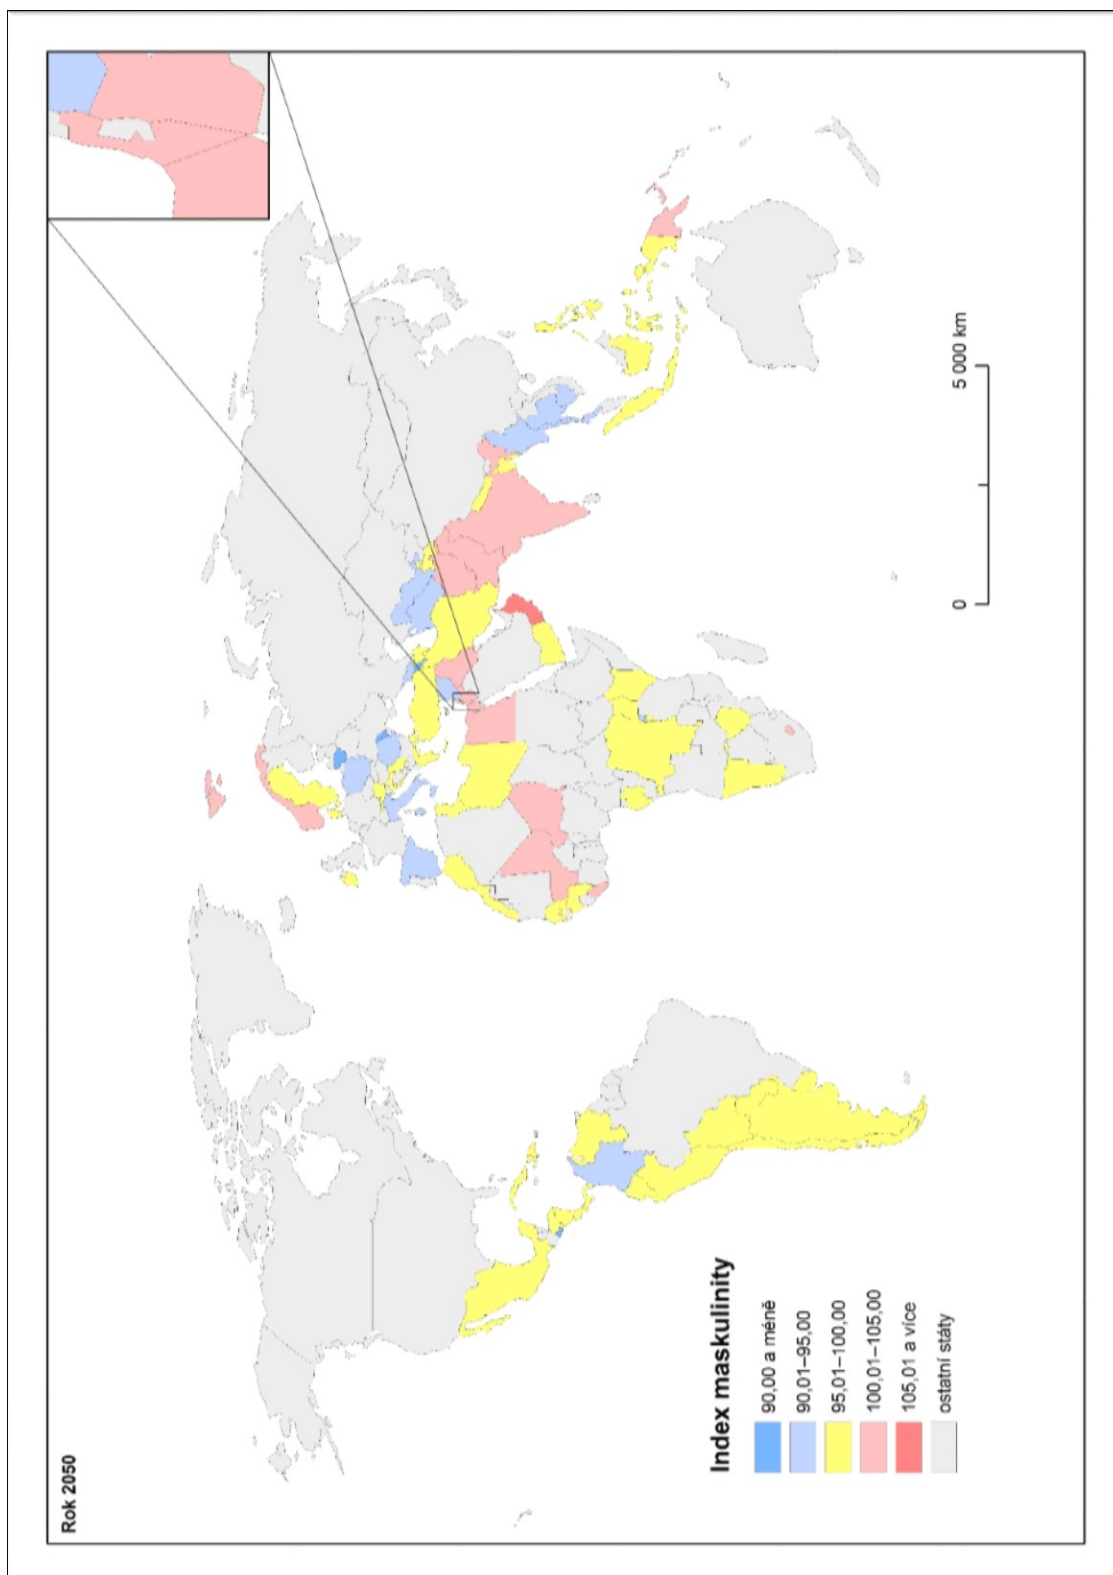 Rok 2050
Index maskulinity
90,00 a méně
90,01–95,00
95,01–100,00
100,01–105,00
105,01 a více
ostatní státy
0
5 000 km